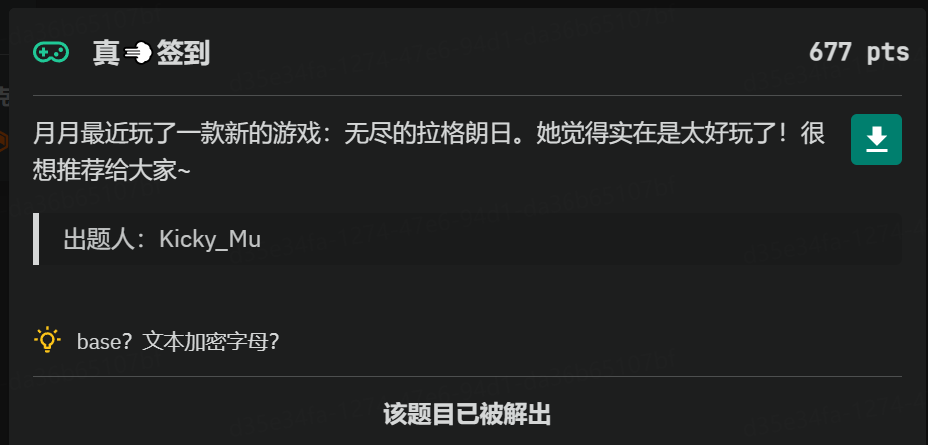 真💨签到
677 pts
月月最近玩了一款新的游戏：无尽的拉格朗日。她觉得实在是太好玩了！很
想推荐给大家~
出题人：Kicky_Mu
base？文本加密字母？
该题目已被解出